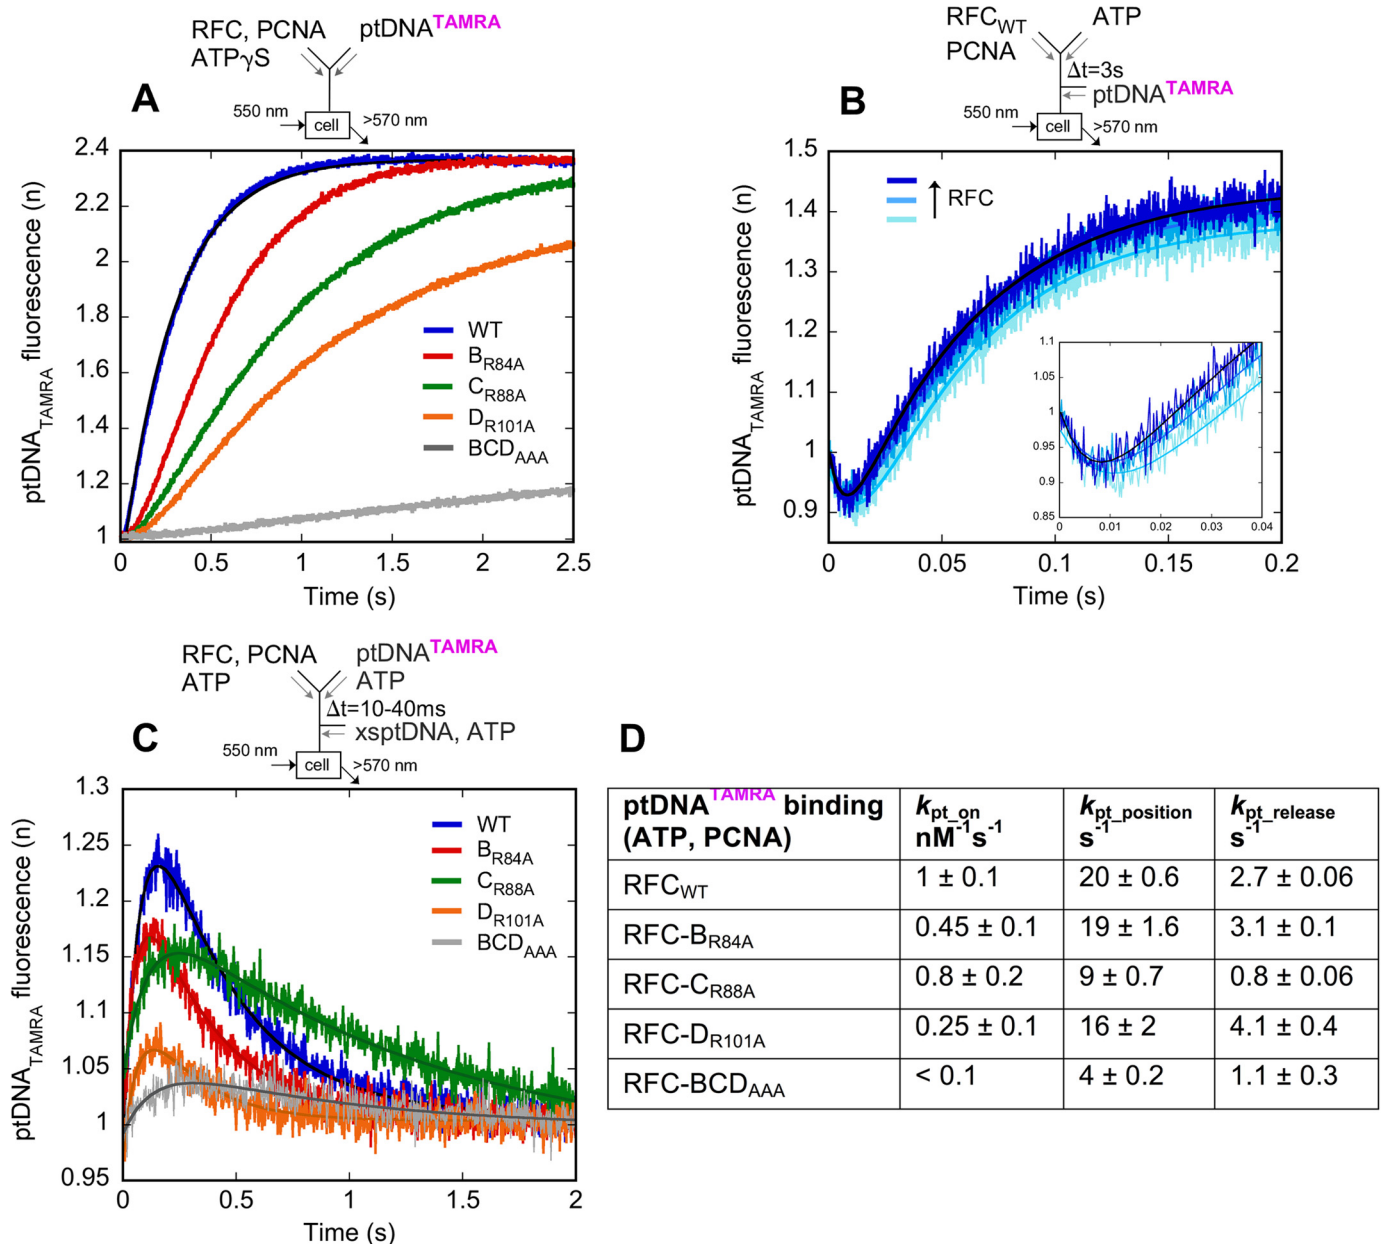 A
RFC, PCNA
ATPγS
ptDNA^TAMRA
550 nm
cell
>570 nm
ptDNA_TAMRA fluorescence (n)
2.4
2.2
2
1.8
1.6
1.4
1.2
1
WT
B_R84A
C_R88A
D_R101A
BCD_AAA
0 0.5 1 1.5 2 2.5
Time (s)
B
RFC_WT
PCNA
ATP
Δt=3s
ptDNA^TAMRA
550 nm
cell
>570 nm
ptDNA_TAMRA fluorescence (n)
1.5
1.4
1.3
1.2
1.1
1
0.9
RFC
1.1
1.05
1
0.95
0.9
0.85
0 0.01 0.02 0.03 0.04
0 0.05 0.1 0.15 0.2
Time (s)
C
RFC, PCNA
ATP
ptDNA^TAMRA
ATP
Δt=10-40ms
xsptDNA, ATP
550 nm
cell
>570 nm
ptDNA_TAMRA fluorescence (n)
1.3
1.25
1.2
1.15
1.1
1.05
1
0.95
WT
B_R84A
C_R88A
D_R101A
BCD_AAA
0 0.5 1 1.5 2
Time (s)
D
ptDNA^TAMRA binding (ATP, PCNA) k_pt_on nM^-1 s^-1 k_pt_position s^-1 k_pt_release s^-1
RFC_WT 1 ± 0.1 20 ± 0.6 2.7 ± 0.06
RFC-B_R84A 0.45 ± 0.1 19 ± 1.6 3.1 ± 0.1
RFC-C_R88A 0.8 ± 0.2 9 ± 0.7 0.8 ± 0.06
RFC-D_R101A 0.25 ± 0.1 16 ± 2 4.1 ± 0.4
RFC-BCD_AAA < 0.1 4 ± 0.2 1.1 ± 0.3